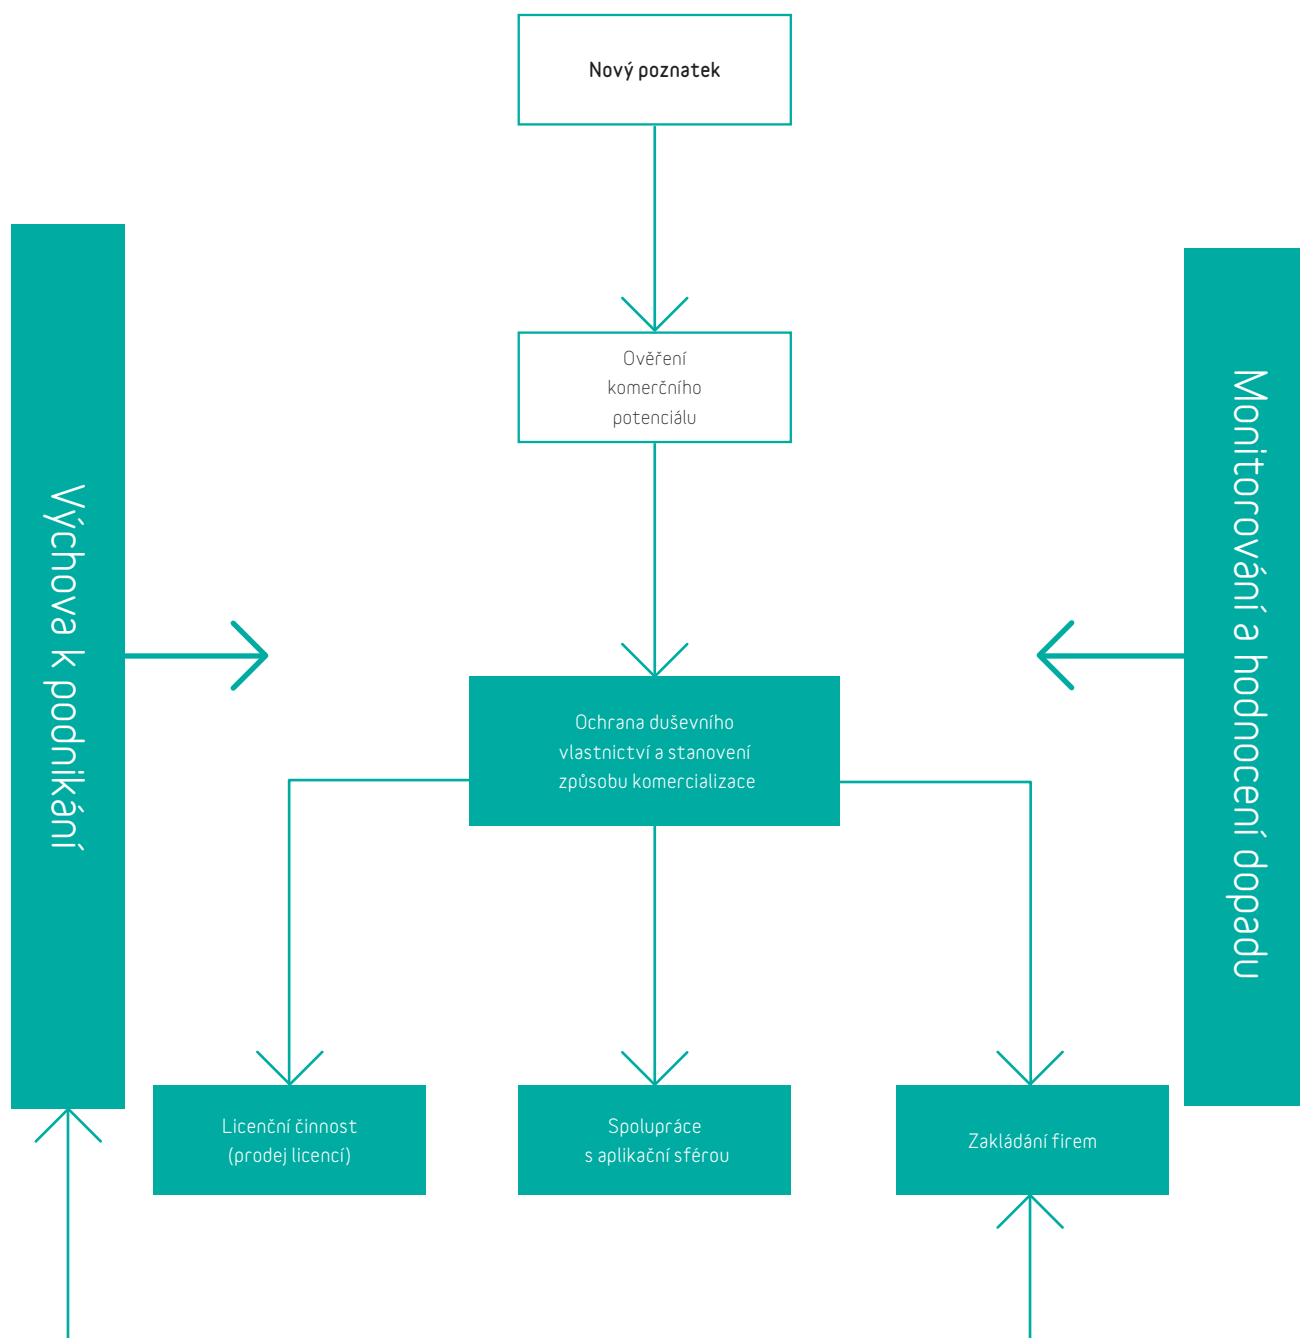 Nový poznatek
Ověření
komerčního
potenciálu
Výchova k podnikání
Monitorování a hodnocení dopadu
Ochrana duševního
vlastnictví a stanovení
způsobu komercializace
Licenční činnost
(prodej licencí)
Spolupráce
s aplikační sférou
Zakládání firem